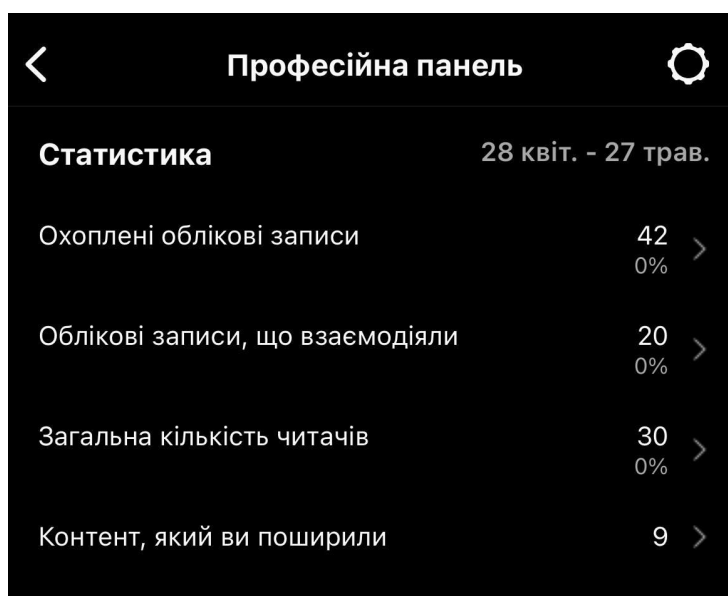 Професійна панель
Статистика 28 квіт. - 27 трав.
Охоплені облікові записи 42
0%
Облікові записи, що взаємодіяли 20
0%
Загальна кількість читачів 30
0%
Контент, який ви поширили 9